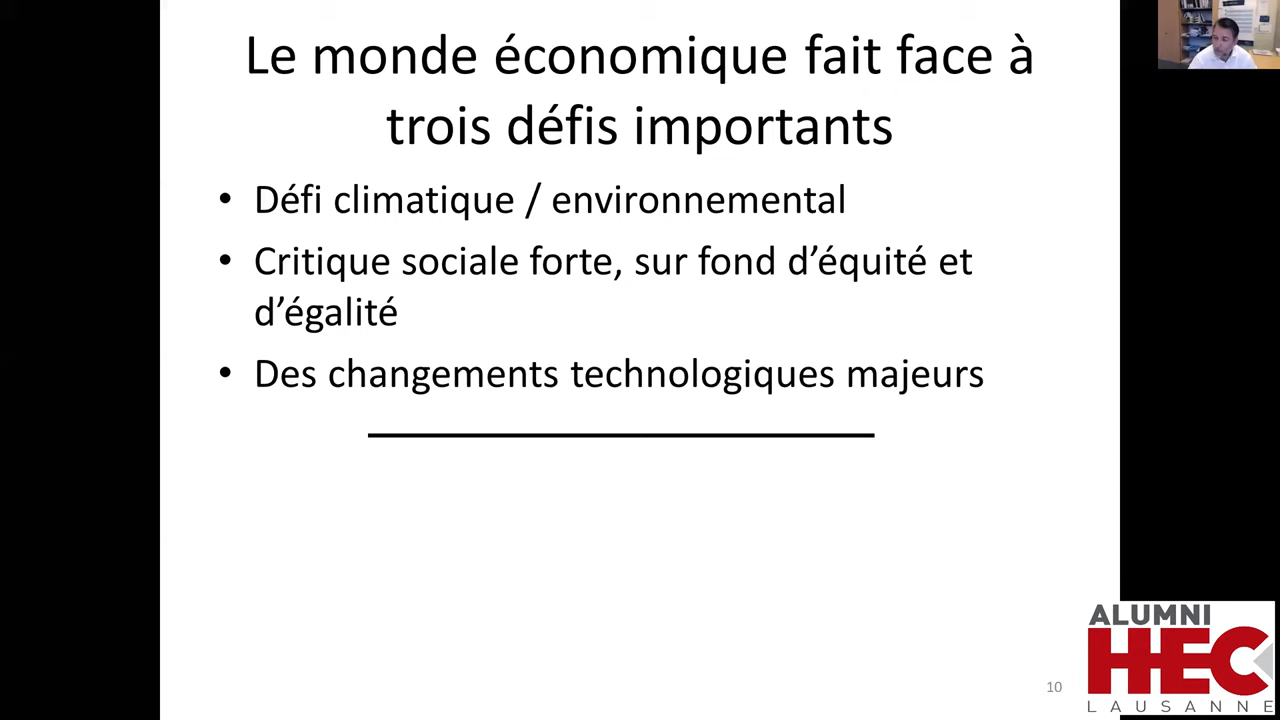 Le monde économique fait face à
trois défis importants
• Défi climatique / environnemental
• Critique sociale forte, sur fond d’équité et
d’égalité
• Des changements technologiques majeurs
10
ALUMNI
HEC
LAUSANNE